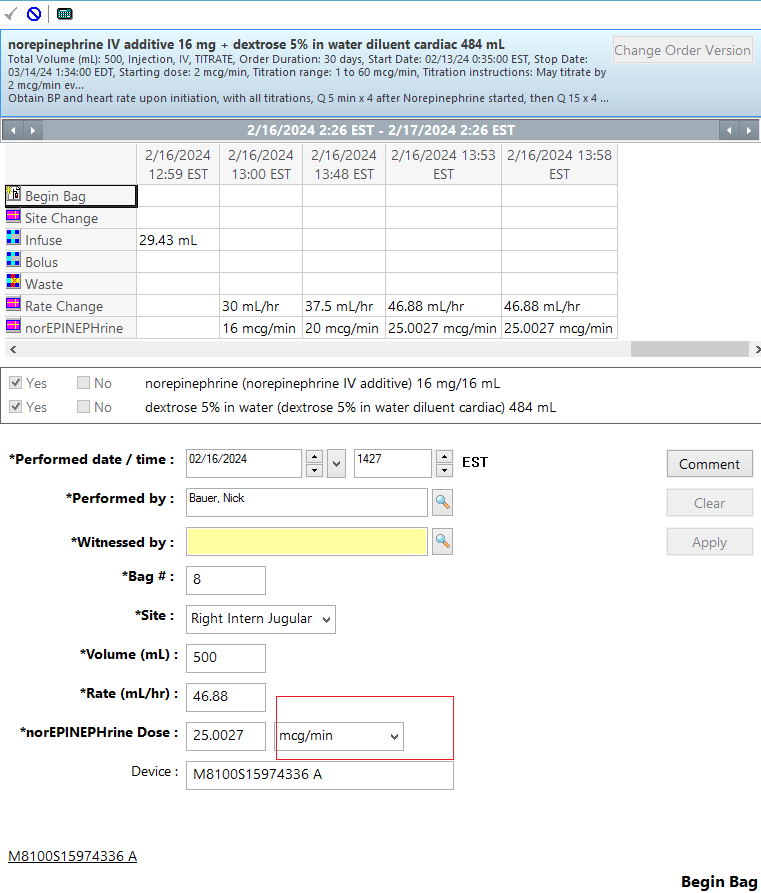 norepinephrine IV additive 16 mg + dextrose 5% in water diluent cardiac 484 mL
Total Volume (mL): 500, Injection, IV, TITRATE, Order Duration: 30 days, Start Date: 02/13/24 0:35:00 EST, Stop Date:
03/14/24 1:34:00 EDT, Starting dose: 2 mcg/min, Titration range: 1 to 60 mcg/min, Titration instructions: May titrate by
2 mcg/min ev...
Obtain BP and heart rate upon initiation, with all titrations, Q 5 min x 4 after Norepinephrine started, then Q 15 x 4 ...
Change Order Version
2/16/2024 2:26 EST - 2/17/2024 2:26 EST
2/16/2024 2/16/2024 2/16/2024 2/16/2024 13:53 2/16/2024 13:58
12:59 EST 13:00 EST 13:48 EST EST EST
Begin Bag
Site Change
Infuse 29.43 mL
Bolus
Waste
Rate Change 30 mL/hr 37.5 mL/hr 46.88 mL/hr 46.88 mL/hr
norEPINEPHrine 16 mcg/min 20 mcg/min 25.0027 mcg/min 25.0027 mcg/min
Yes No norepinephrine (norepinephrine IV additive) 16 mg/16 mL
Yes No dextrose 5% in water (dextrose 5% in water diluent cardiac) 484 mL
*Performed date / time : 02/16/2024 1427 EST Comment
*Performed by : Bauer, Nick Clear
*Witnessed by : Apply
*Bag # : 8
*Site : Right Intern Jugular
*Volume (mL) : 500
*Rate (mL/hr) : 46.88
*norEPINEPHrine Dose : 25.0027 mcg/min
Device : M8100S15974336 A
M8100S15974336 A
Begin Bag